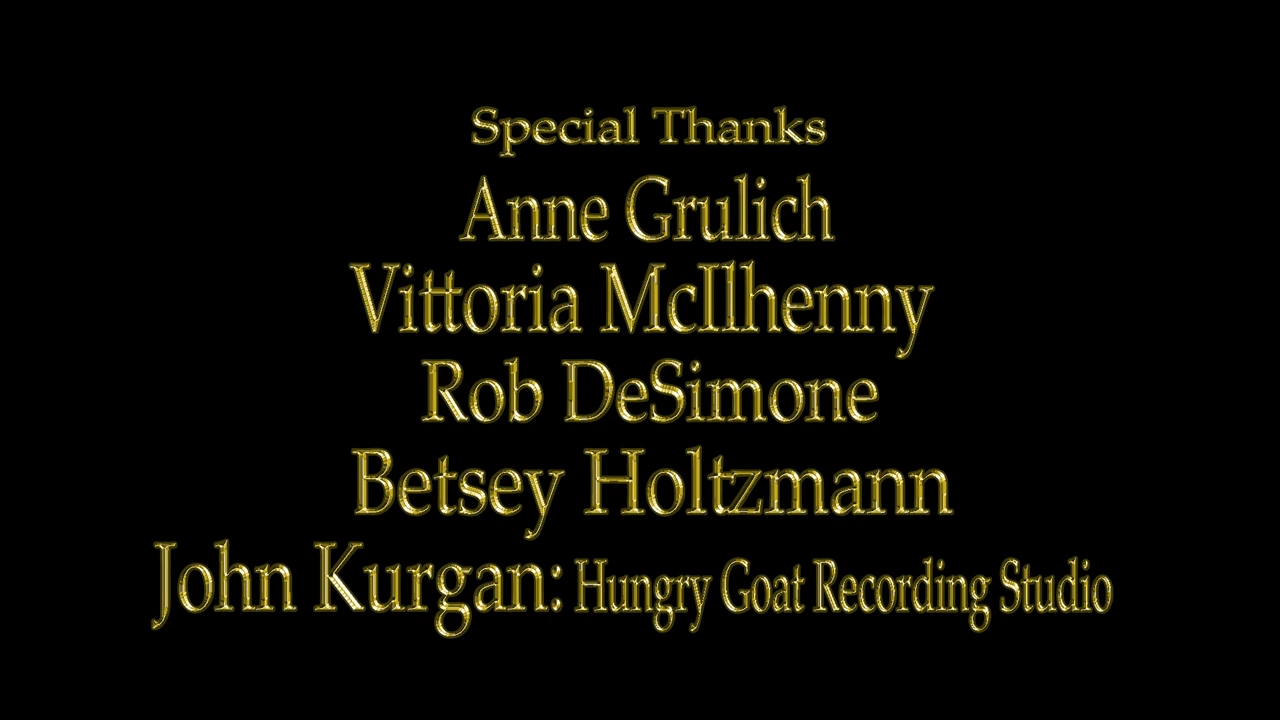 Special Thanks
Anne Grulich
Vittoria McIlhenny
Rob DeSimone
Betsey Holtzmann
John Kurgan: Hungry Goat Recording Studio